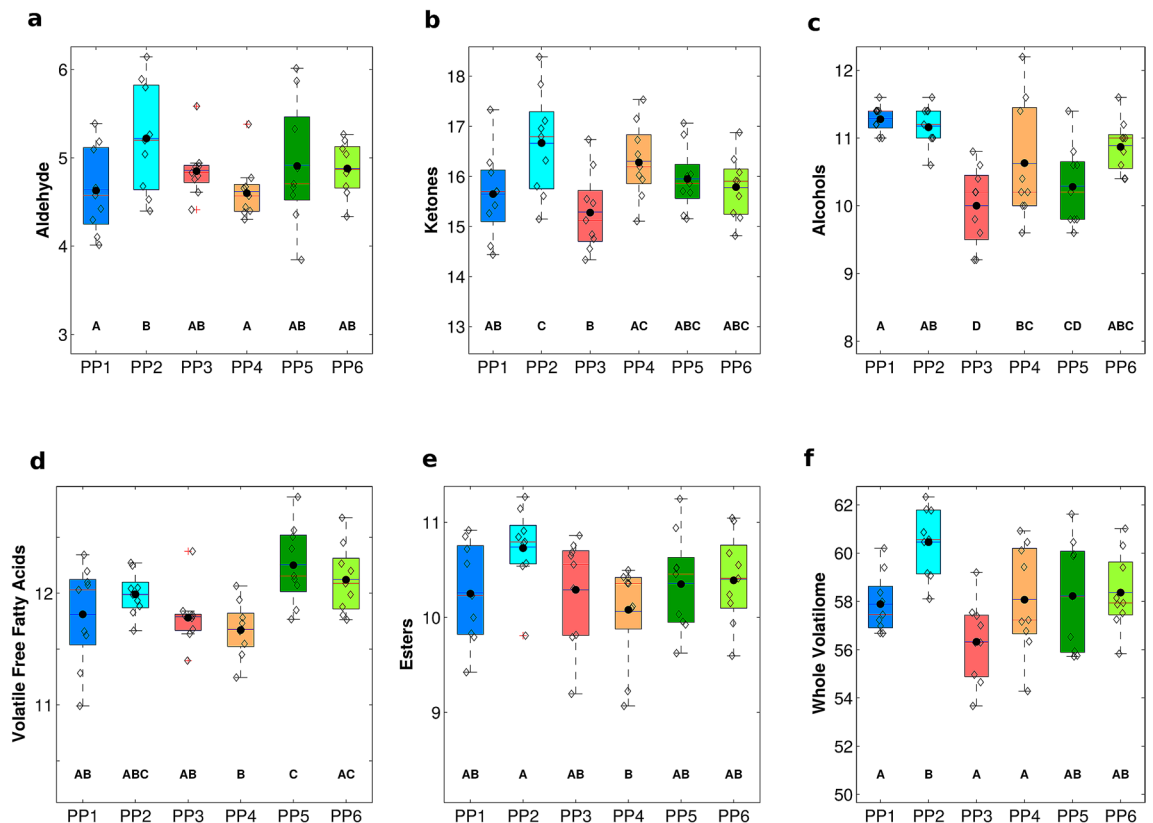 a
Aldehyde
6
5
4
3
A B AB A AB AB
PP1 PP2 PP3 PP4 PP5 PP6
b
Ketones
18
17
16
15
14
13
AB C B AC ABC ABC
PP1 PP2 PP3 PP4 PP5 PP6
c
Alcohols
12
11
10
9
8
A AB D BC CD ABC
PP1 PP2 PP3 PP4 PP5 PP6
d
Volatile Free Fatty Acids
12
11
AB ABC AB B C AC
PP1 PP2 PP3 PP4 PP5 PP6
e
Esters
11
10
9
AB A AB B AB AB
PP1 PP2 PP3 PP4 PP5 PP6
f
Whole Volatilome
62
60
58
56
54
52
50
A B A A AB AB
PP1 PP2 PP3 PP4 PP5 PP6